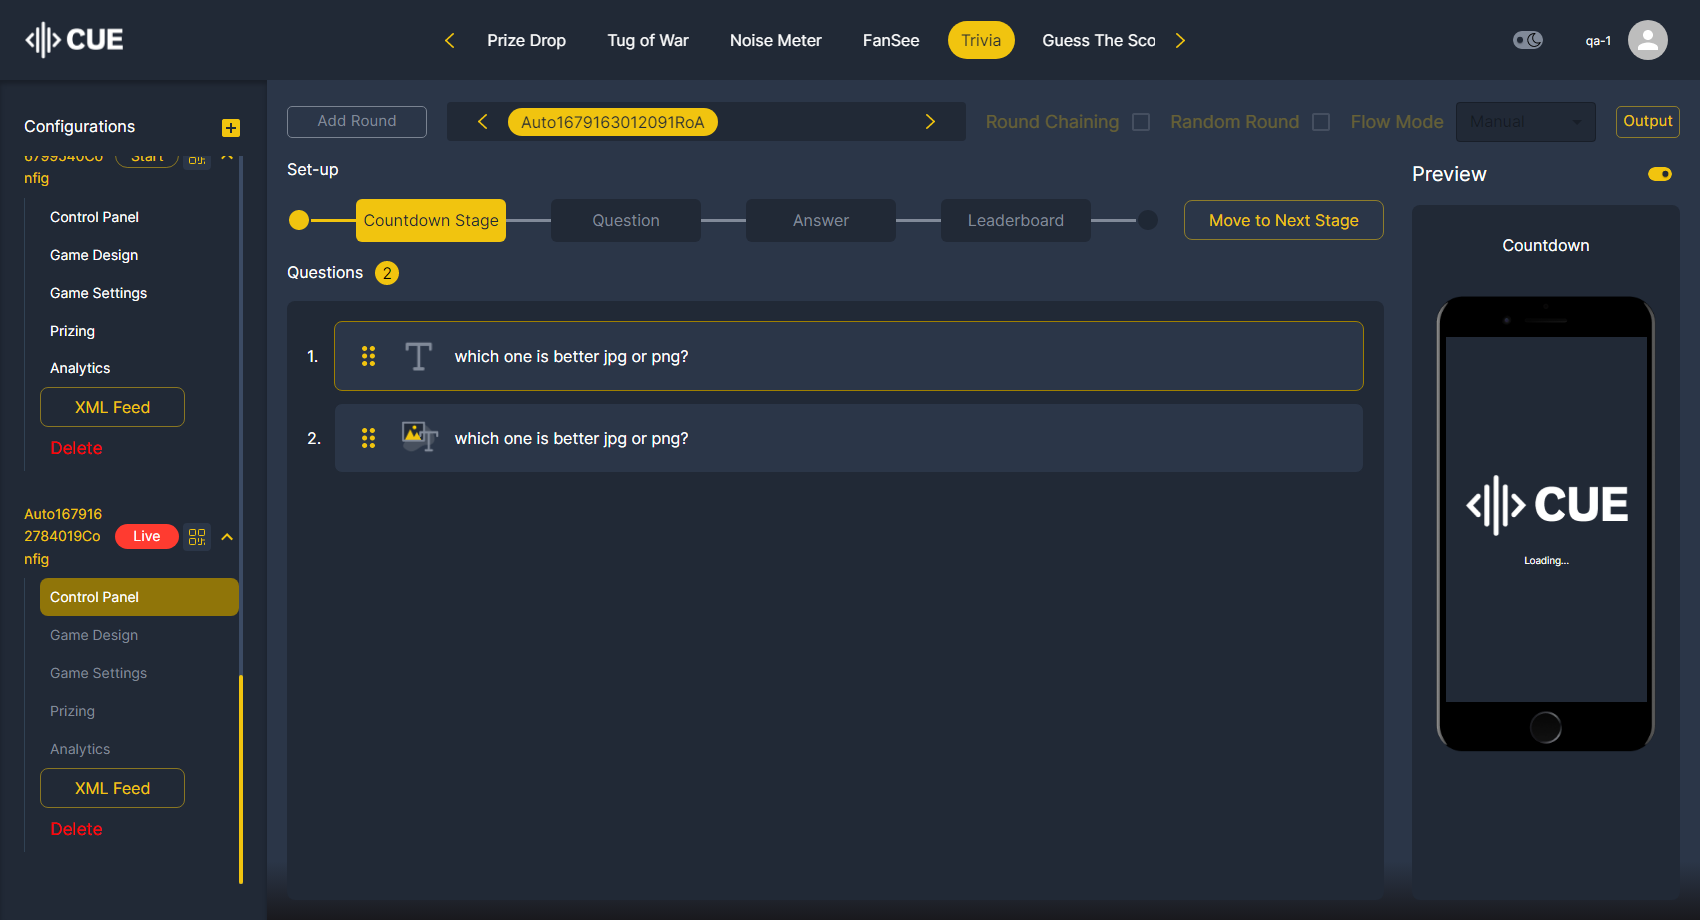 CUE
Prize Drop
Tug of War
Noise Meter
FanSee
Trivia
Guess The Sco
qa-1
Configurations
Start
nfig
Control Panel
Game Design
Game Settings
Prizing
Analytics
XML Feed
Delete
Auto167916
2784019Co
nfig
Live
Control Panel
Game Design
Game Settings
Prizing
Analytics
XML Feed
Delete
Add Round
Auto1679163012091RoA
Round Chaining
Random Round
Flow Mode
Manual
Output
Set-up
Countdown Stage
Question
Answer
Leaderboard
Move to Next Stage
Questions 2
1. which one is better jpg or png?
2. which one is better jpg or png?
Preview
Countdown
CUE
Loading...